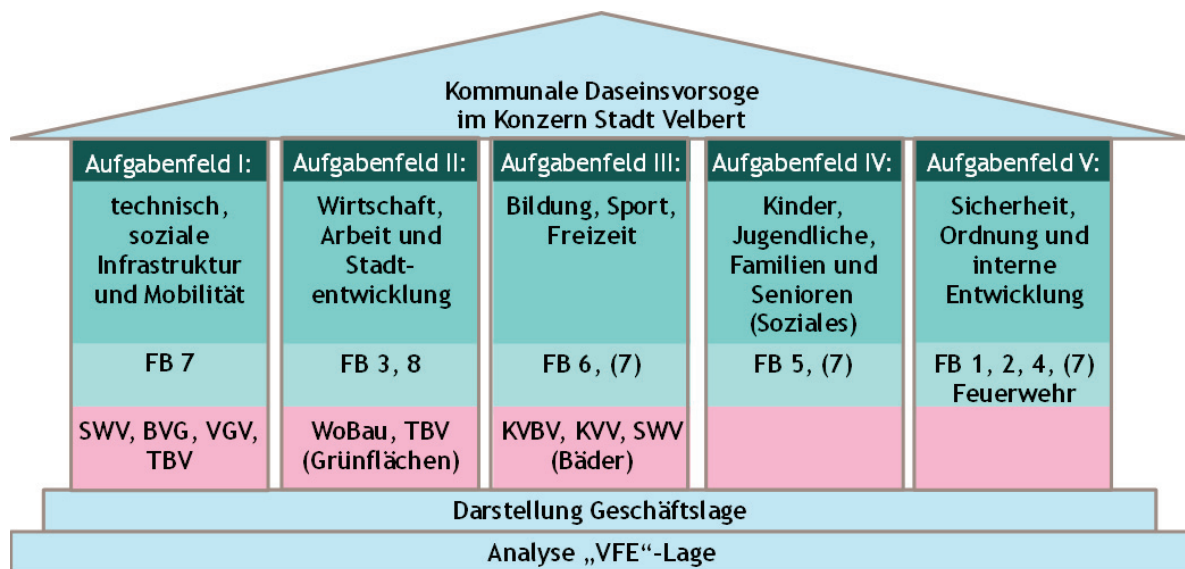 Kommunale Daseinsvorsoge
im Konzern Stadt Velbert
Aufgabenfeld I:
technisch,
soziale
Infrastruktur
und Mobilität
FB 7
SWV, BVG, VGV,
TBV
Aufgabenfeld II:
Wirtschaft,
Arbeit und
Stadt-
entwicklung
FB 3, 8
WoBau, TBV
(Grünflächen)
Aufgabenfeld III:
Bildung, Sport,
Freizeit
FB 6, (7)
KVBV, KVV, SWV
(Bäder)
Aufgabenfeld IV:
Kinder,
Jugendliche,
Familien und
Senioren
(Soziales)
FB 5, (7)
Aufgabenfeld V:
Sicherheit,
Ordnung und
interne
Entwicklung
FB 1, 2, 4, (7)
Feuerwehr
Darstellung Geschäftslage
Analyse „VFE“-Lage